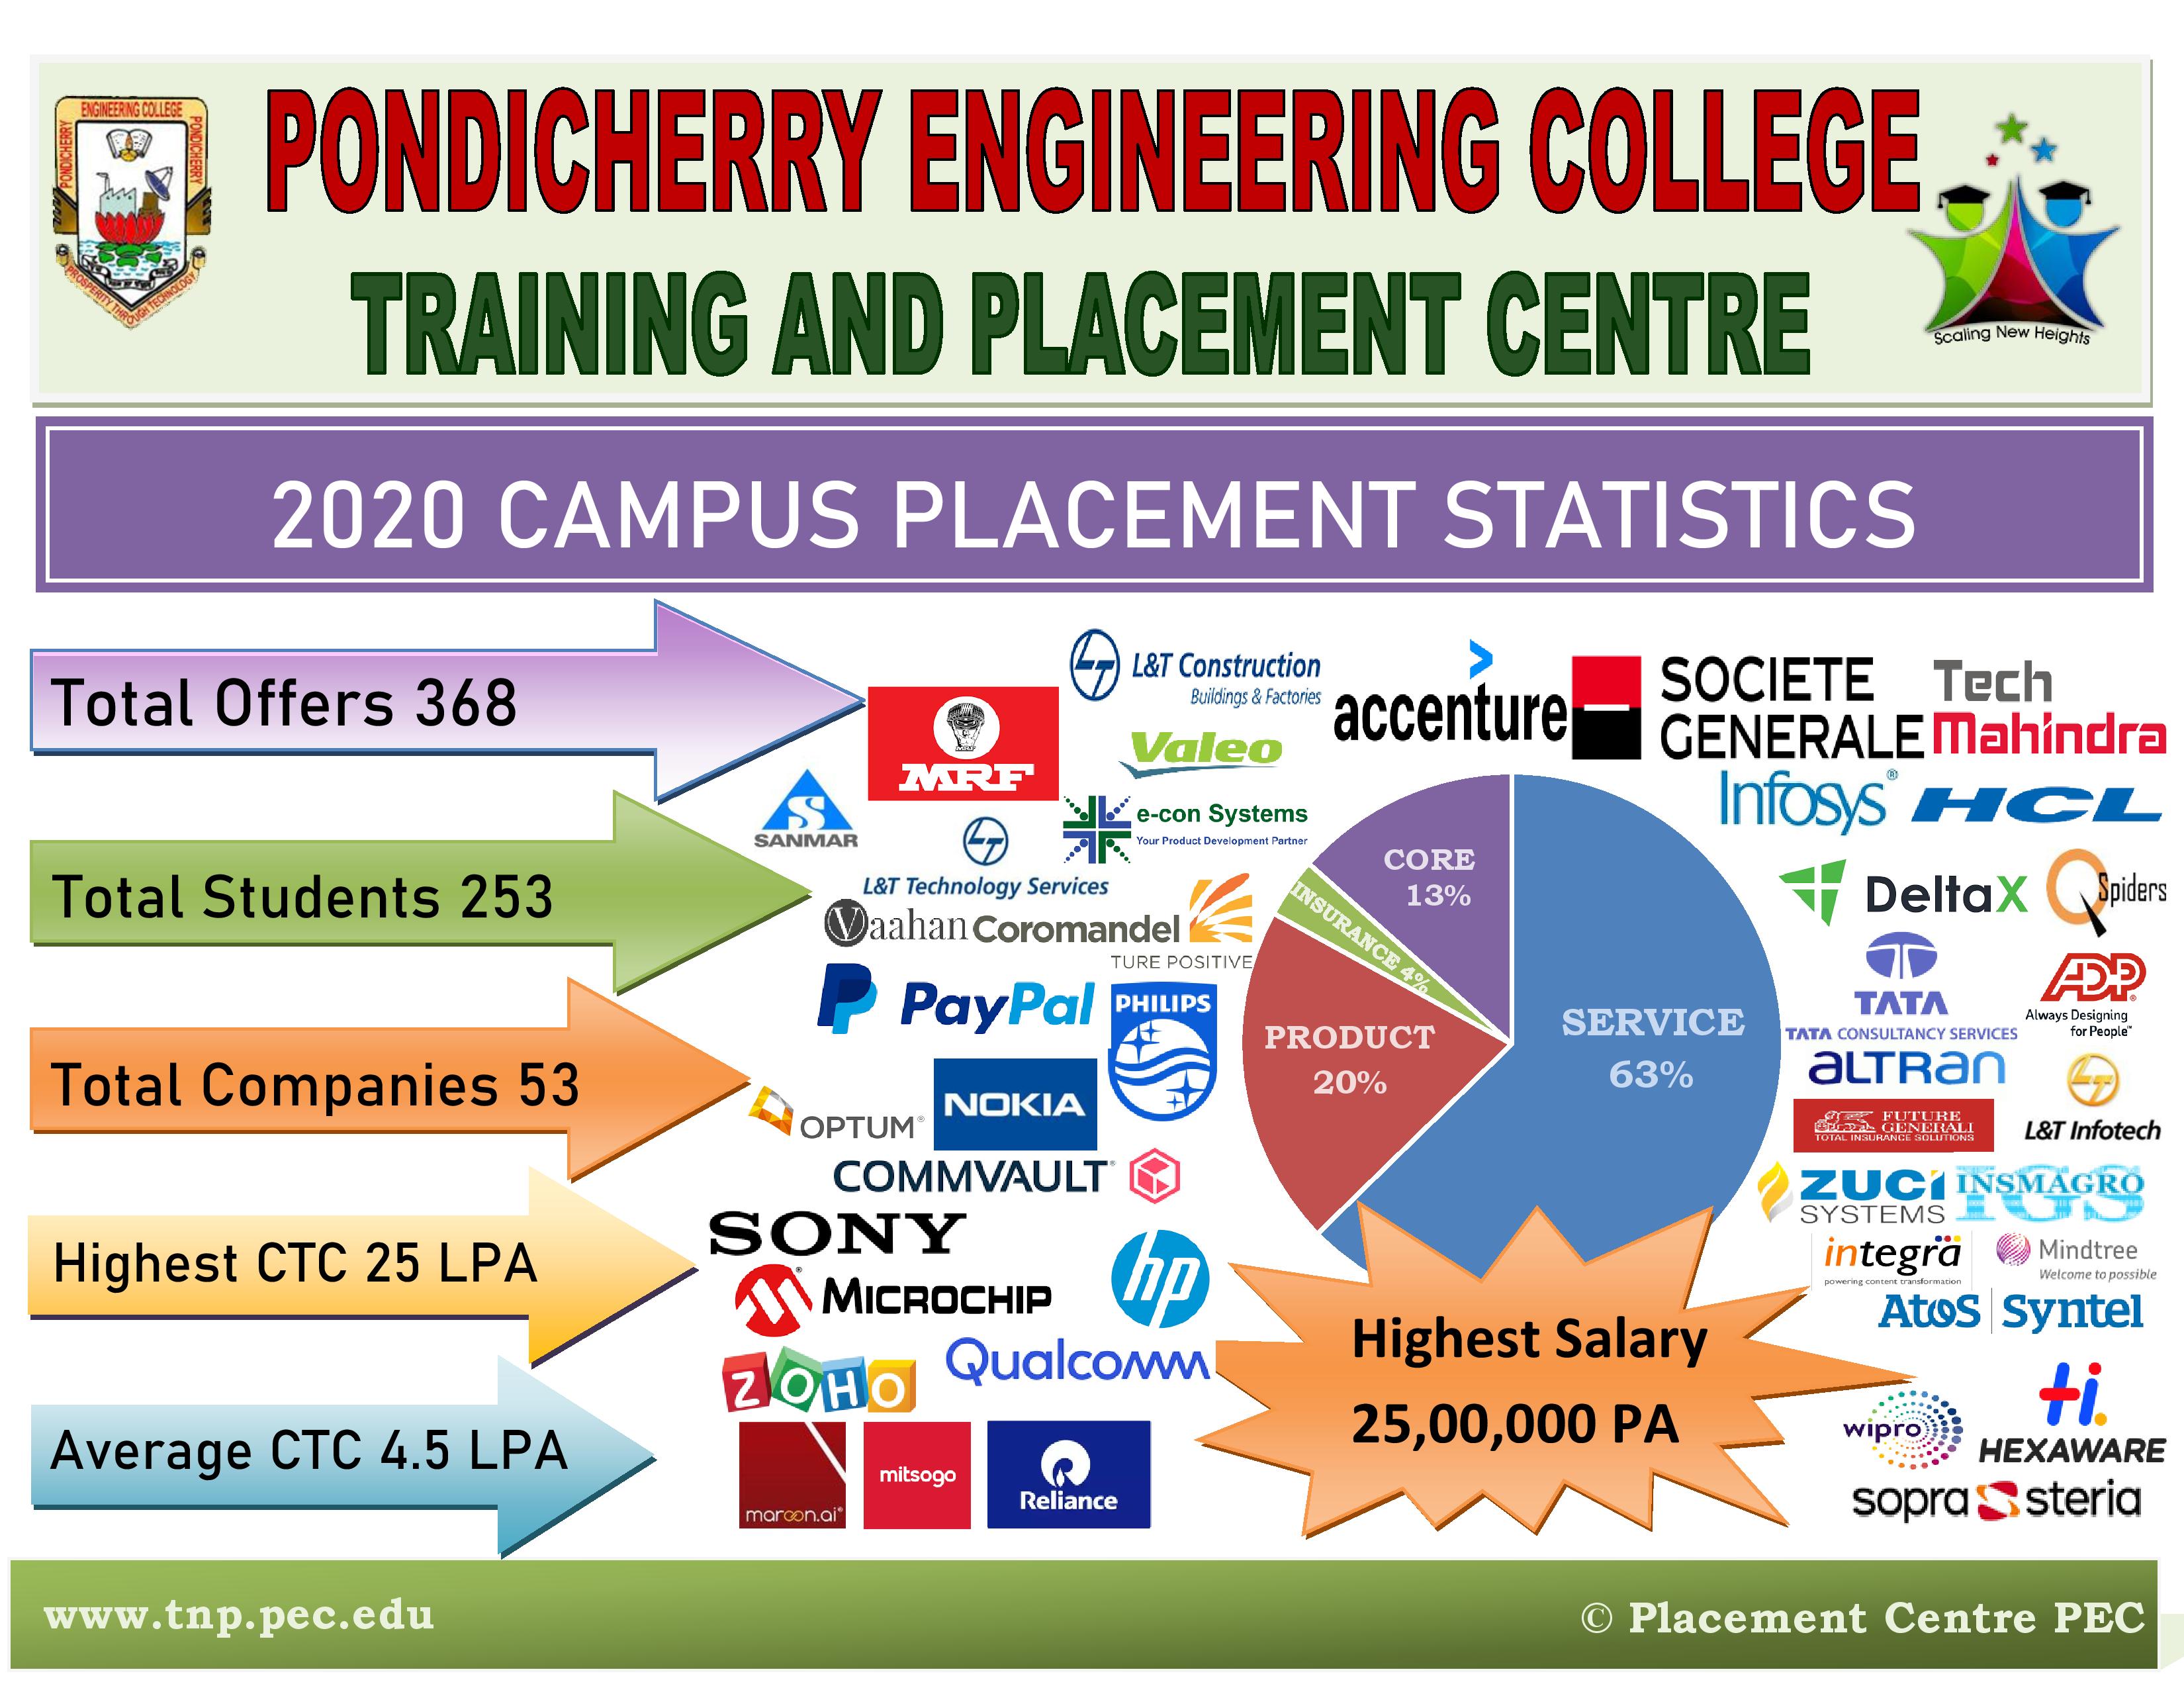 ENGINEERING COLLEGE
PONDICHERRY
PONDICHERRY
PROSPERITY THROUGH TECHNOLOGY
PONDICHERRY ENGINEERING COLLEGE
TRAINING AND PLACEMENT CENTRE
Scaling New Heights
2020 CAMPUS PLACEMENT STATISTICS
Total Offers 368
Total Students 253
Total Companies 53
Highest CTC 25 LPA
Average CTC 4.5 LPA
L&T Construction
Buildings & Factories
MRF
Valeo
SANMAR
e-con Systems
Your Product Development Partner
L&T Technology Services
Vaahan
Coromandel
TURE POSITIVE
PayPal
PHILIPS
OPTUM®
NOKIA
COMMVAULT
SONY
MICROCHIP
hp
ZOHO
Qualcomm
maroon.ai
mitsogo
Reliance
accenture
SOCIETE
GENERALE
Tech
Mahindra
Infosys®
HCL
DeltaX
QSpiders
TATA
TATA CONSULTANCY SERVICES
ADP®
Always Designing
for People™
ALTRan
FUTURE
GENERALI
TOTAL INSURANCE SOLUTIONS
L&T Infotech
ZUCI
SYSTEMS
INSMAGRO
IGS
integra
powering content transformation
Mindtree
Welcome to possible
Atos Syntel
wipro
Hi.
HEXAWARE
sopra steria
CORE
13%
INSURANCE 4%
PRODUCT
20%
SERVICE
63%
Highest Salary
25,00,000 PA
www.tnp.pec.edu
© Placement Centre PEC